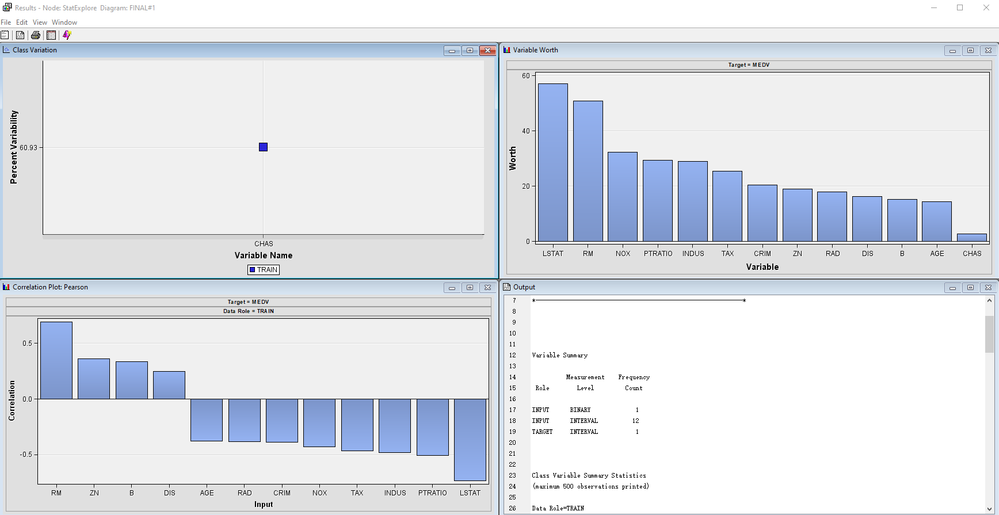 Results - Node: StatExplore  Diagram: FINAL#1
File  Edit  View  Window
Class Variation
Percent Variability
60.93
CHAS
Variable Name
TRAIN
Variable Worth
Target = MEDV
Worth
60
40
20
0
LSTAT  RM  NOX  PTRATIO  INDUS  TAX  CRIM  ZN  RAD  DIS  B  AGE  CHAS
Variable
Correlation Plot: Pearson
Target = MEDV
Data Role = TRAIN
Correlation
0.5
0.0
-0.5
RM  ZN  B  DIS  AGE  RAD  CRIM  NOX  TAX  INDUS  PTRATIO  LSTAT
Input
Output
7  *------------------------------------------------------------*
8
9
10
11
12  Variable Summary
13
14  Measurement  Frequency
15  Role  Level  Count
16
17  INPUT  BINARY  1
18  INPUT  INTERVAL  12
19  TARGET  INTERVAL  1
20
21
22
23  Class Variable Summary Statistics
24  (maximum 500 observations printed)
25
26  Data Role=TRAIN